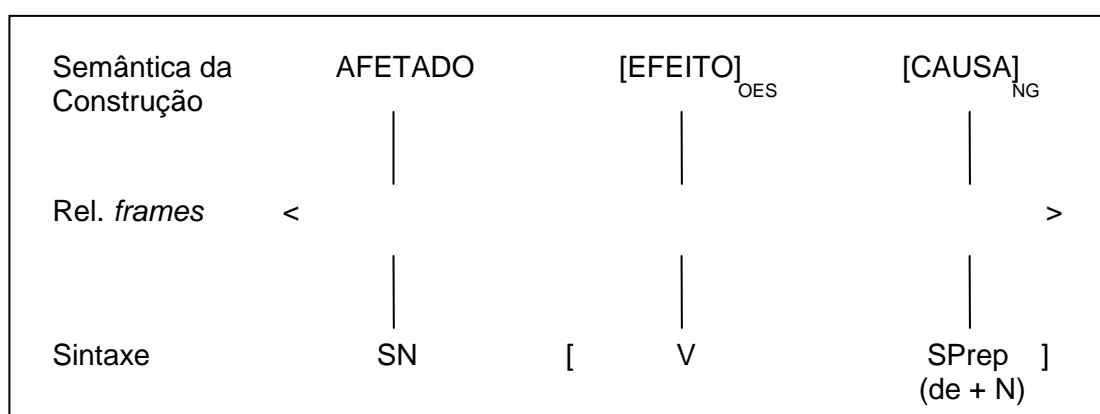 Semântica da AFETADO [EFEITO]OES [CAUSA]NG
Construção
Rel. frames < >
Sintaxe SN [ V SPrep ]
(de + N)